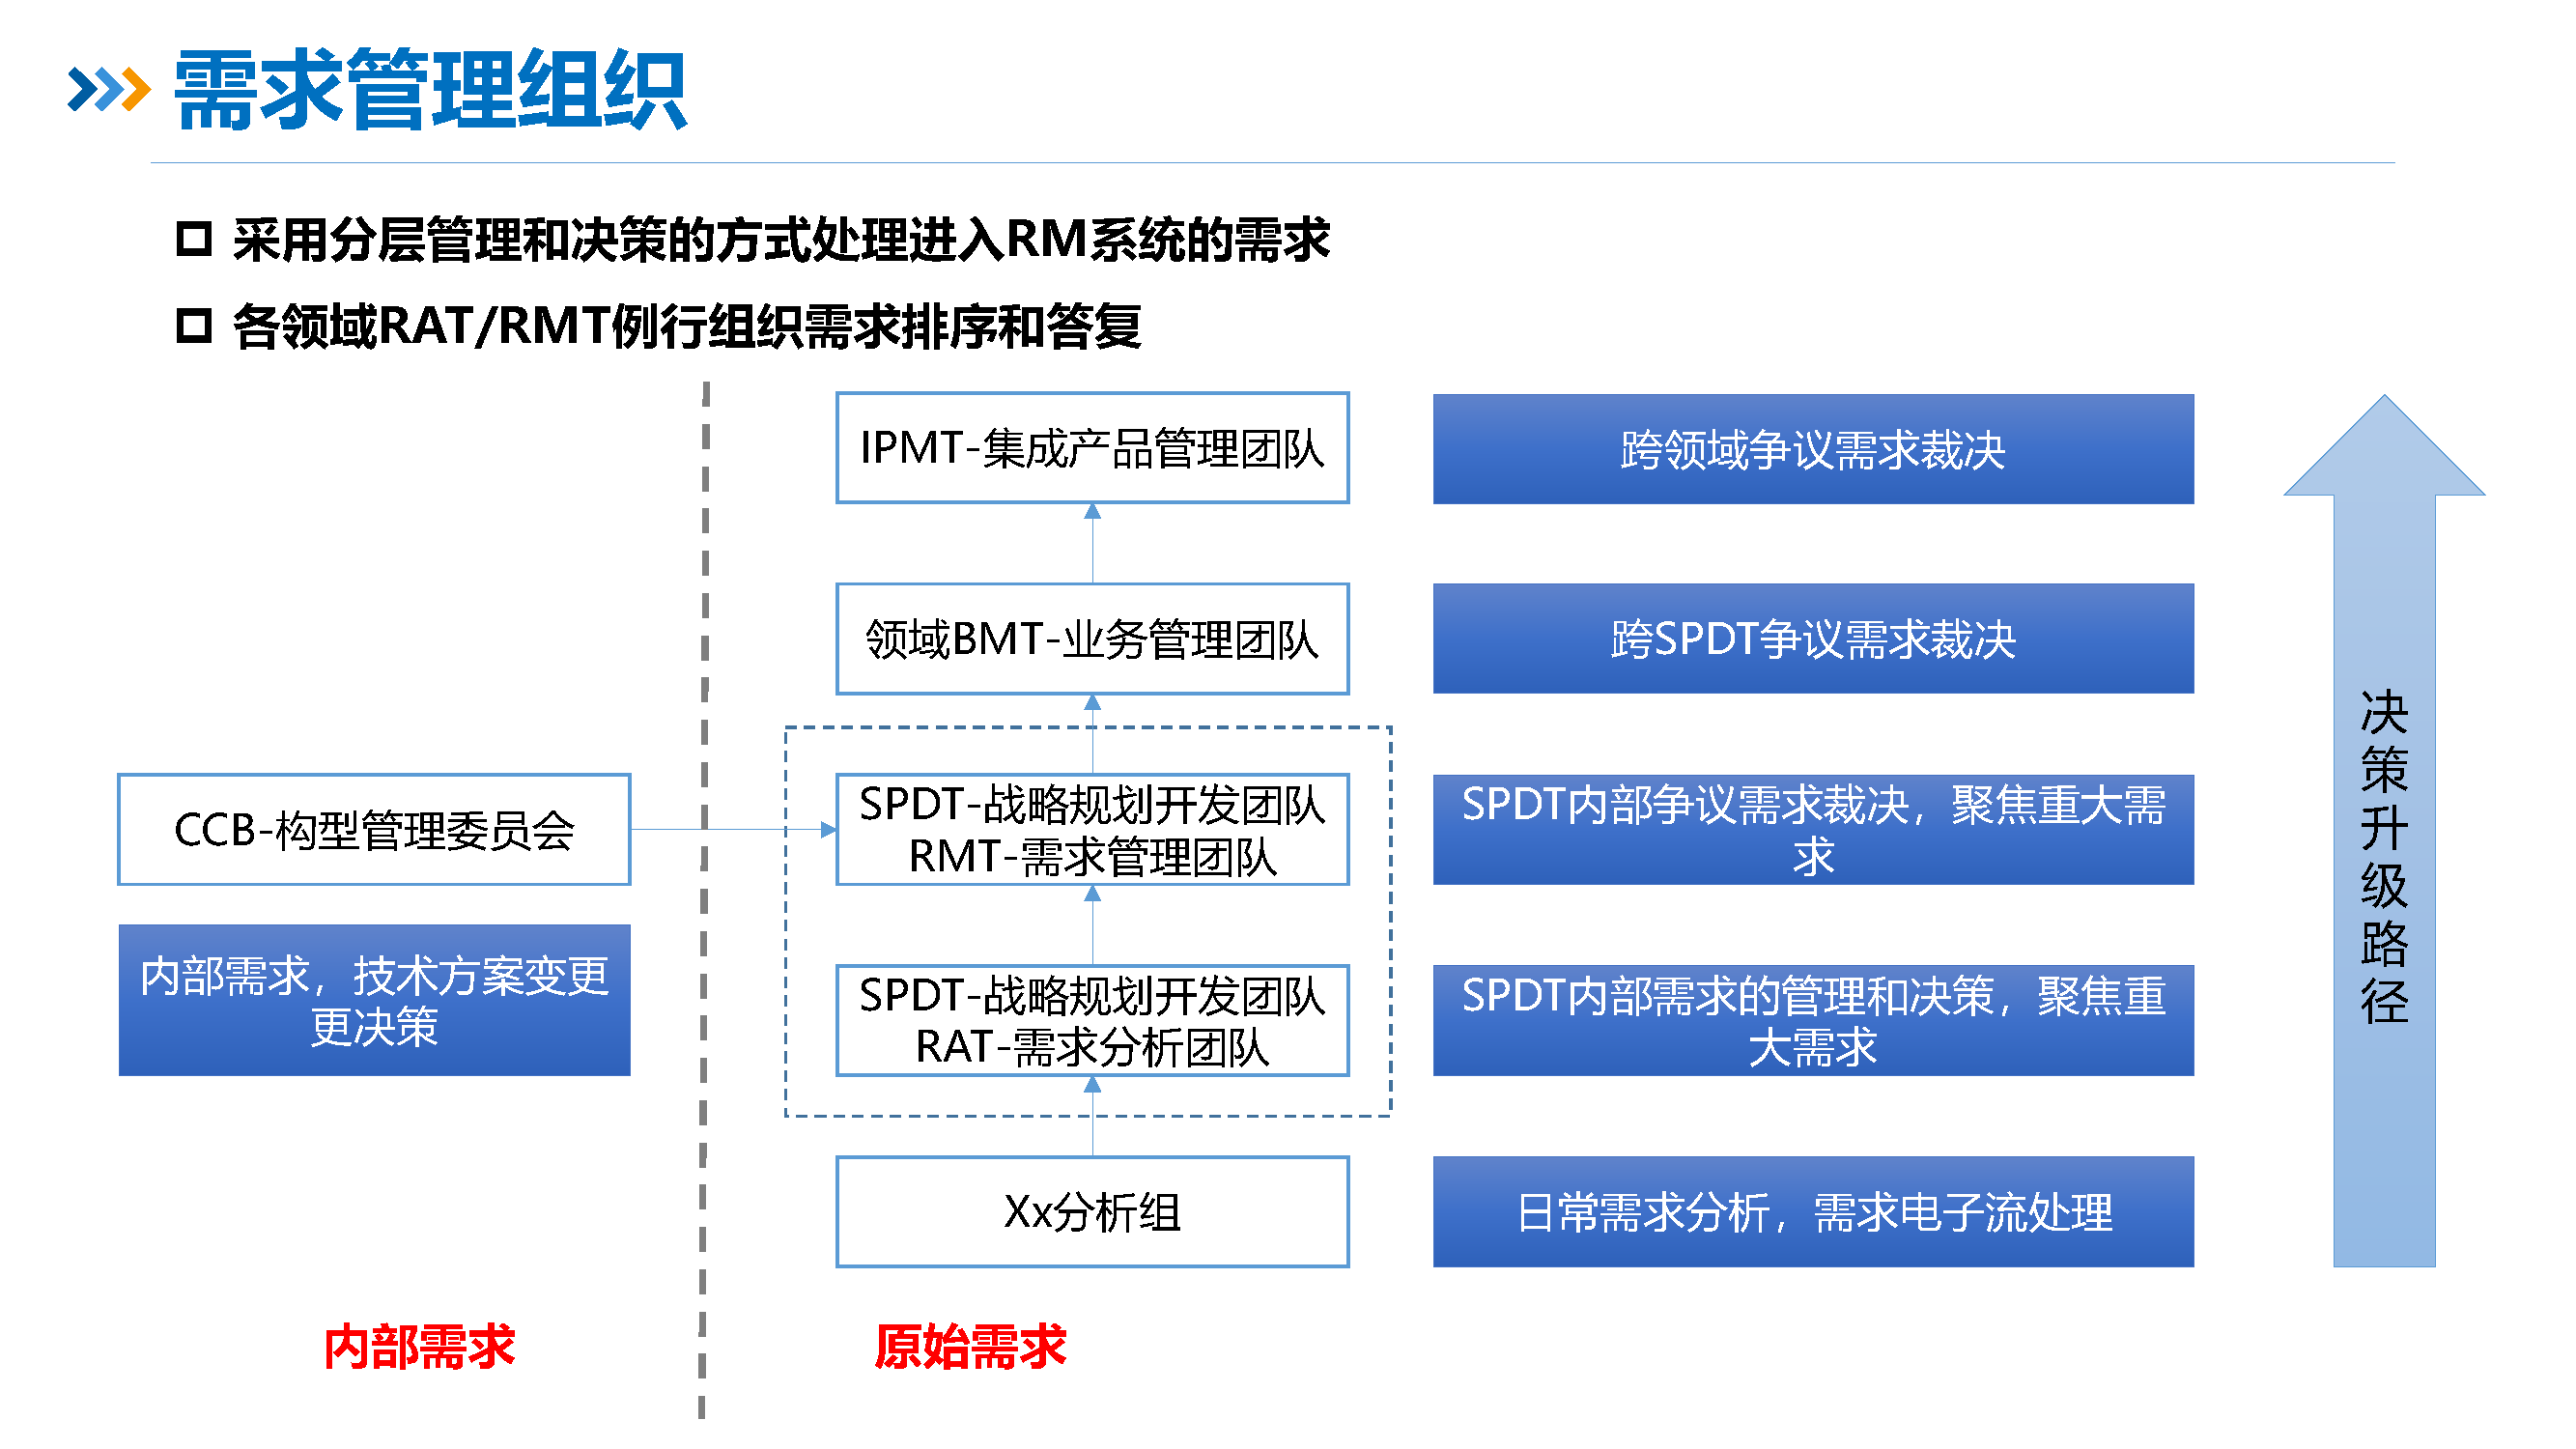 需求管理组织
采用分层管理和决策的方式处理进入RM系统的需求
各领域RAT/RMT例行组织需求排序和答复
IPMT-集成产品管理团队
跨领域争议需求裁决
领域BMT-业务管理团队
跨SPDT争议需求裁决
CCB-构型管理委员会
SPDT-战略规划开发团队
RMT-需求管理团队
SPDT内部争议需求裁决，聚焦重大需
求
内部需求，技术方案变更
更决策
SPDT-战略规划开发团队
RAT-需求分析团队
SPDT内部需求的管理和决策，聚焦重
大需求
Xx分析组
日常需求分析，需求电子流处理
决
策
升
级
路
径
内部需求
原始需求